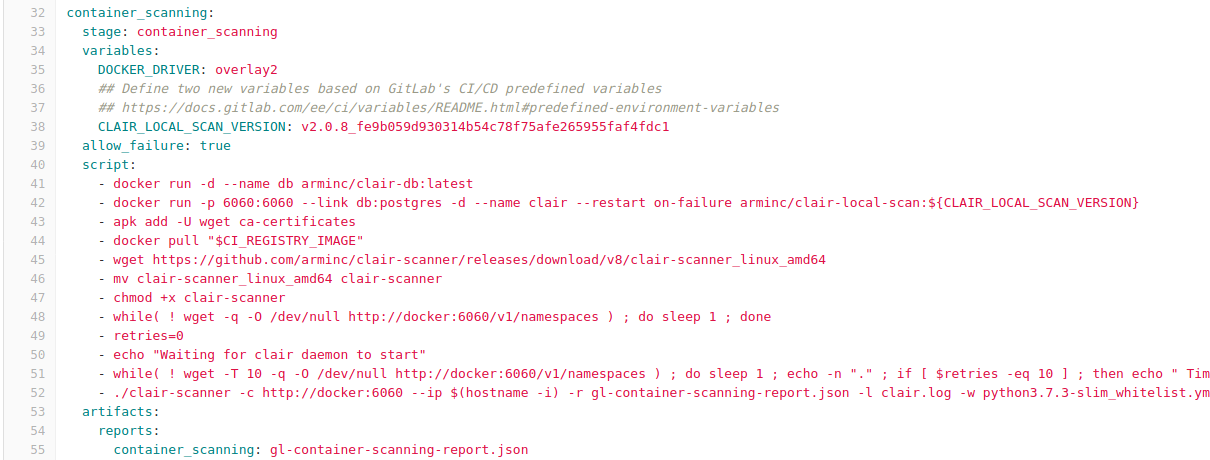 32 container_scanning:
33 stage: container_scanning
34 variables:
35 DOCKER_DRIVER: overlay2
36 ## Define two new variables based on GitLab's CI/CD predefined variables
37 ## https://docs.gitlab.com/ee/ci/variables/README.html#predefined-environment-variables
38 CLAIR_LOCAL_SCAN_VERSION: v2.0.8_fe9b059d930314b54c78f75afe265955faf4fdc1
39 allow_failure: true
40 script:
41 - docker run -d --name db arminc/clair-db:latest
42 - docker run -p 6060:6060 --link db:postgres -d --name clair --restart on-failure arminc/clair-local-scan:${CLAIR_LOCAL_SCAN_VERSION}
43 - apk add -U wget ca-certificates
44 - docker pull "$CI_REGISTRY_IMAGE"
45 - wget https://github.com/arminc/clair-scanner/releases/download/v8/clair-scanner_linux_amd64
46 - mv clair-scanner_linux_amd64 clair-scanner
47 - chmod +x clair-scanner
48 - while( ! wget -q -O /dev/null http://docker:6060/v1/namespaces ) ; do sleep 1 ; done
49 - retries=0
50 - echo "Waiting for clair daemon to start"
51 - while( ! wget -T 10 -q -O /dev/null http://docker:6060/v1/namespaces ) ; do sleep 1 ; echo -n "." ; if [ $retries -eq 10 ] ; then echo " Tim
52 - ./clair-scanner -c http://docker:6060 --ip $(hostname -i) -r gl-container-scanning-report.json -l clair.log -w python3.7.3-slim_whitelist.ym
53 artifacts:
54 reports:
55 container_scanning: gl-container-scanning-report.json